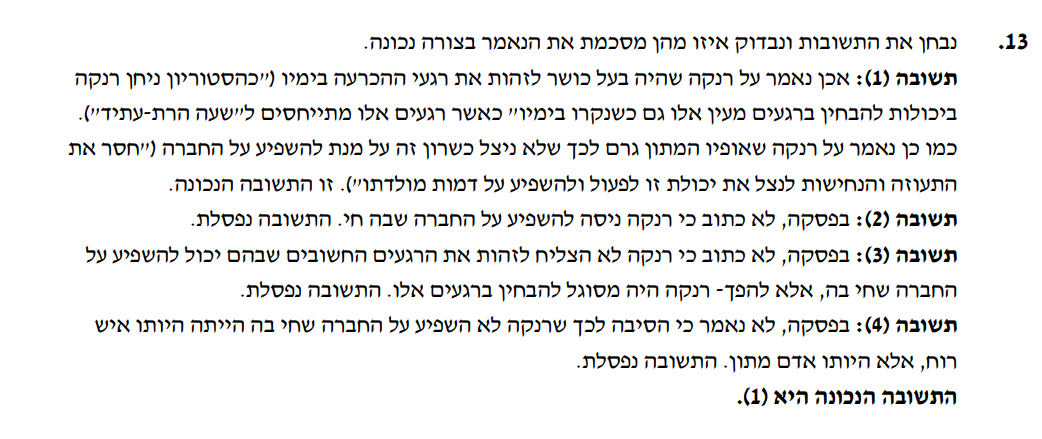 13. נבחן את התשובות ונבדוק איזו מהן מסכמת את הנאמר בצורה נכונה.
תשובה (1): אכן נאמר על רנקה שהיה בעל כושר לזהות את רגעי ההכרעה בימיו (״כהסטוריון ניחן רנקה
ביכולות להבחין ברגעים מעין אלו גם כשנקרו בימיו״ כאשר רגעים אלו מתייחסים ל״שעה הרת-עתיד״).
כמו כן נאמר על רנקה שאופיו המתון גרם לכך שלא ניצל כשרון זה על מנת להשפיע על החברה (״חסר את
התעוזה והנחישות לנצל את יכולת זו לפעול ולהשפיע על דמות מולדתו״). זו התשובה הנכונה.
תשובה (2): בפסקה, לא כתוב כי רנקה ניסה להשפיע על החברה שבה חי. התשובה נפסלת.
תשובה (3): בפסקה, לא כתוב כי רנקה לא הצליח לזהות את הרגעים החשובים שבהם יכול להשפיע על
החברה שחי בה, אלא להפך- רנקה היה מסוגל להבחין ברגעים אלו. התשובה נפסלת.
תשובה (4): בפסקה, לא נאמר כי הסיבה לכך שרנקה לא השפיע על החברה שחי בה הייתה היותו איש
רוח, אלא היותו אדם מתון. התשובה נפסלת.
התשובה הנכונה היא (1).